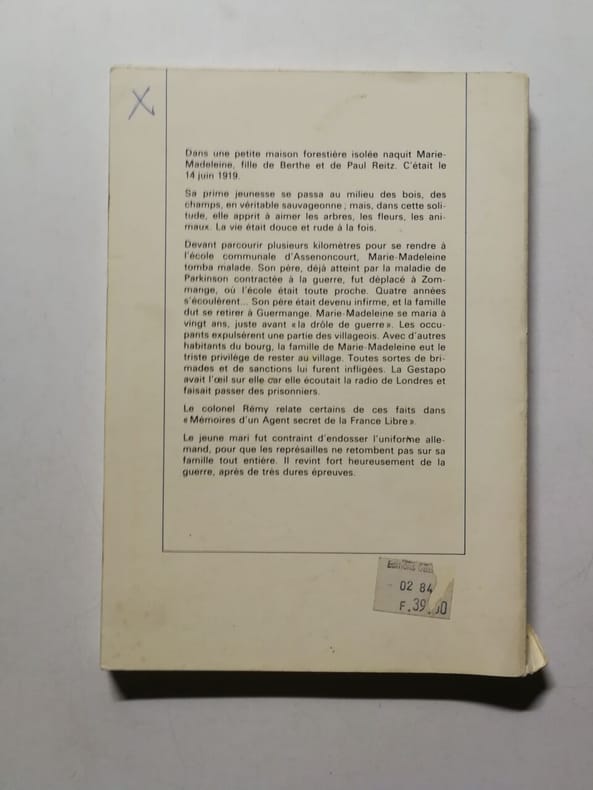 X
Dans une petite maison forestière isolée naquit Marie-
Madeleine, fille de Berthe et de Paul Reitz. C'était le
14 juin 1919.
Sa prime jeunesse se passa au milieu des bois, des
champs, en véritable sauvageonne ; mais, dans cette soli-
tude, elle apprit à aimer les arbres, les fleurs, les ani-
maux. La vie était douce et rude à la fois.
Devant parcourir plusieurs kilomètres pour se rendre à
l'école communale d'Assenoncourt, Marie-Madeleine
tomba malade. Son père, déjà atteint par la maladie de
Parkinson contractée à la guerre, fut déplacé à Zom-
mange, où l'école était toute proche. Quatre années
s'écoulèrent... Son père était devenu infirme, et la famille
dut se retirer à Guermange. Marie-Madeleine se maria à
vingt ans, juste avant «la drôle de guerre». Les occu-
pants expulsèrent une partie des villageois. Avec d'autres
habitants du bourg, la famille de Marie-Madeleine eut le
triste privilège de rester au village. Toutes sortes de bri-
mades et de sanctions lui furent infligées. La Gestapo
avait l'œil sur elle car elle écoutait la radio de Londres et
faisait passer des prisonniers.
Le colonel Rémy relate certains de ces faits dans
«Mémoires d'un Agent secret de la France Libre».
Le jeune mari fut contraint d'endosser l'uniforme alle-
mand, pour que les représailles ne retombent pas sur sa
famille tout entière. Il revint fort heureusement de la
guerre, après de très dures épreuves.
02 84
F.39